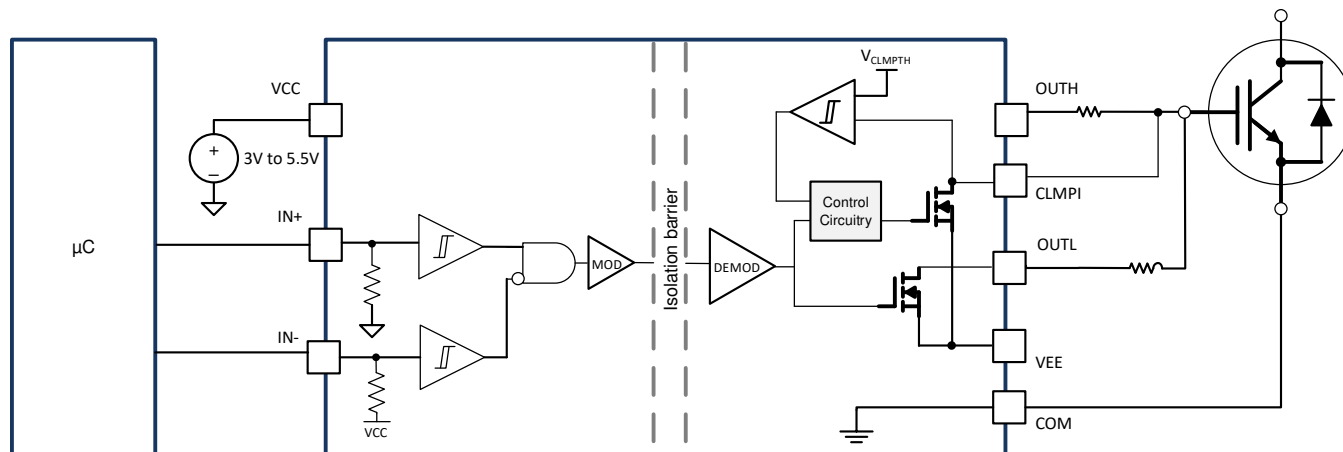 µC
VCC
+
−
3V to 5.5V
IN+
IN-
VCC
MOD
Isolation barrier
DEMOD
VCLMPTH
Control
Circuitry
OUTH
CLMPI
OUTL
VEE
COM